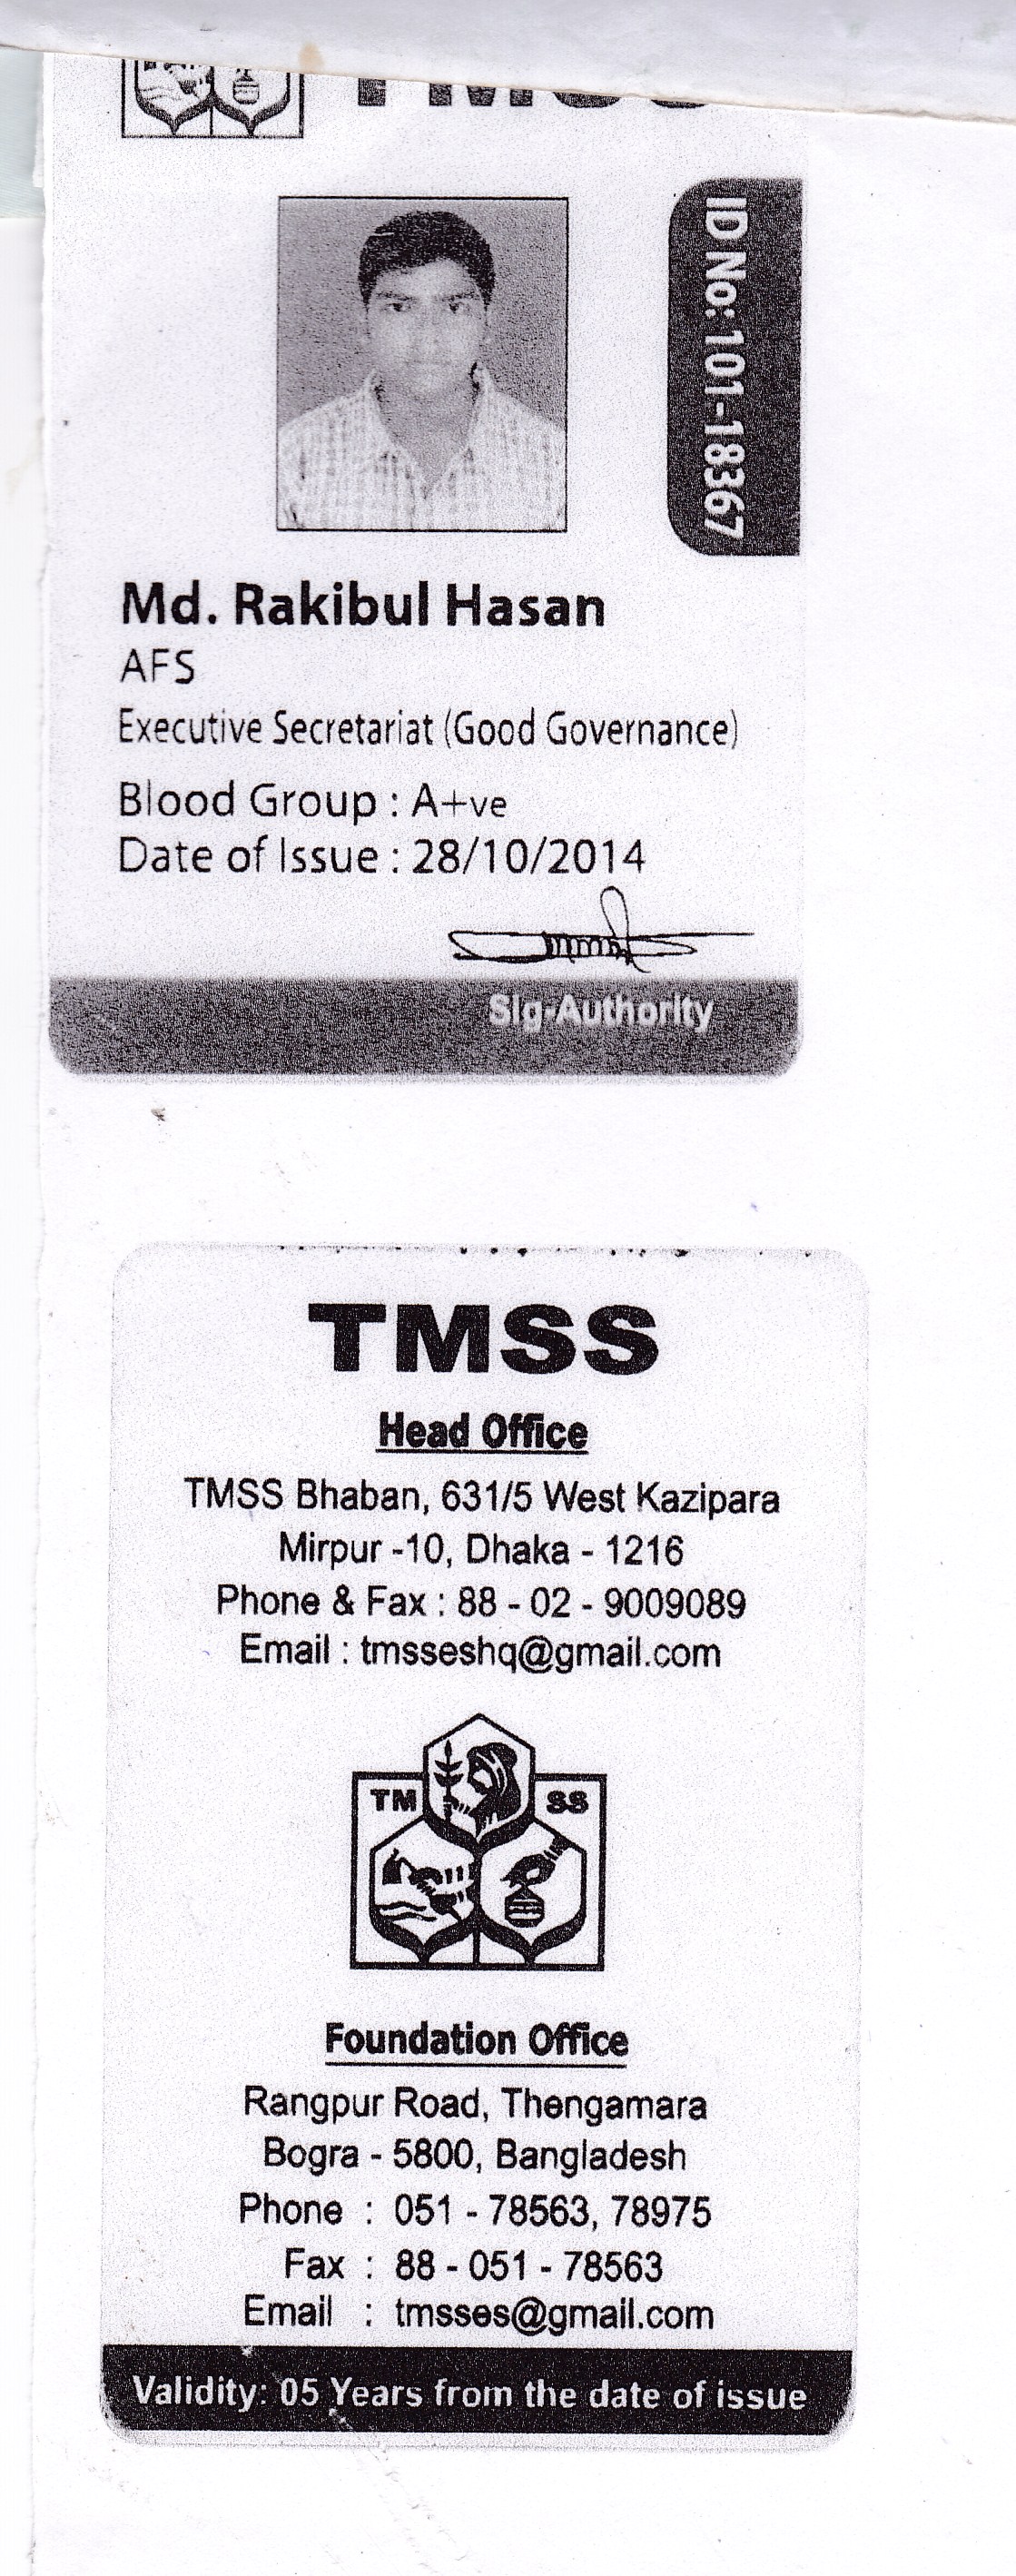 TMSS
ID No: 101-18367
Md. Rakibul Hasan
AFS
Executive Secretariat (Good Governance)
Blood Group : A+ve
Date of Issue : 28/10/2014
Sig-Authority
TMSS
Head Office
TMSS Bhaban, 631/5 West Kazipara
Mirpur -10, Dhaka - 1216
Phone & Fax : 88 - 02 - 9009089
Email : tmsseshq@gmail.com
TM SS
Foundation Office
Rangpur Road, Thengamara
Bogra - 5800, Bangladesh
Phone : 051 - 78563, 78975
Fax : 88 - 051 - 78563
Email : tmsses@gmail.com
Validity: 05 Years from the date of issue